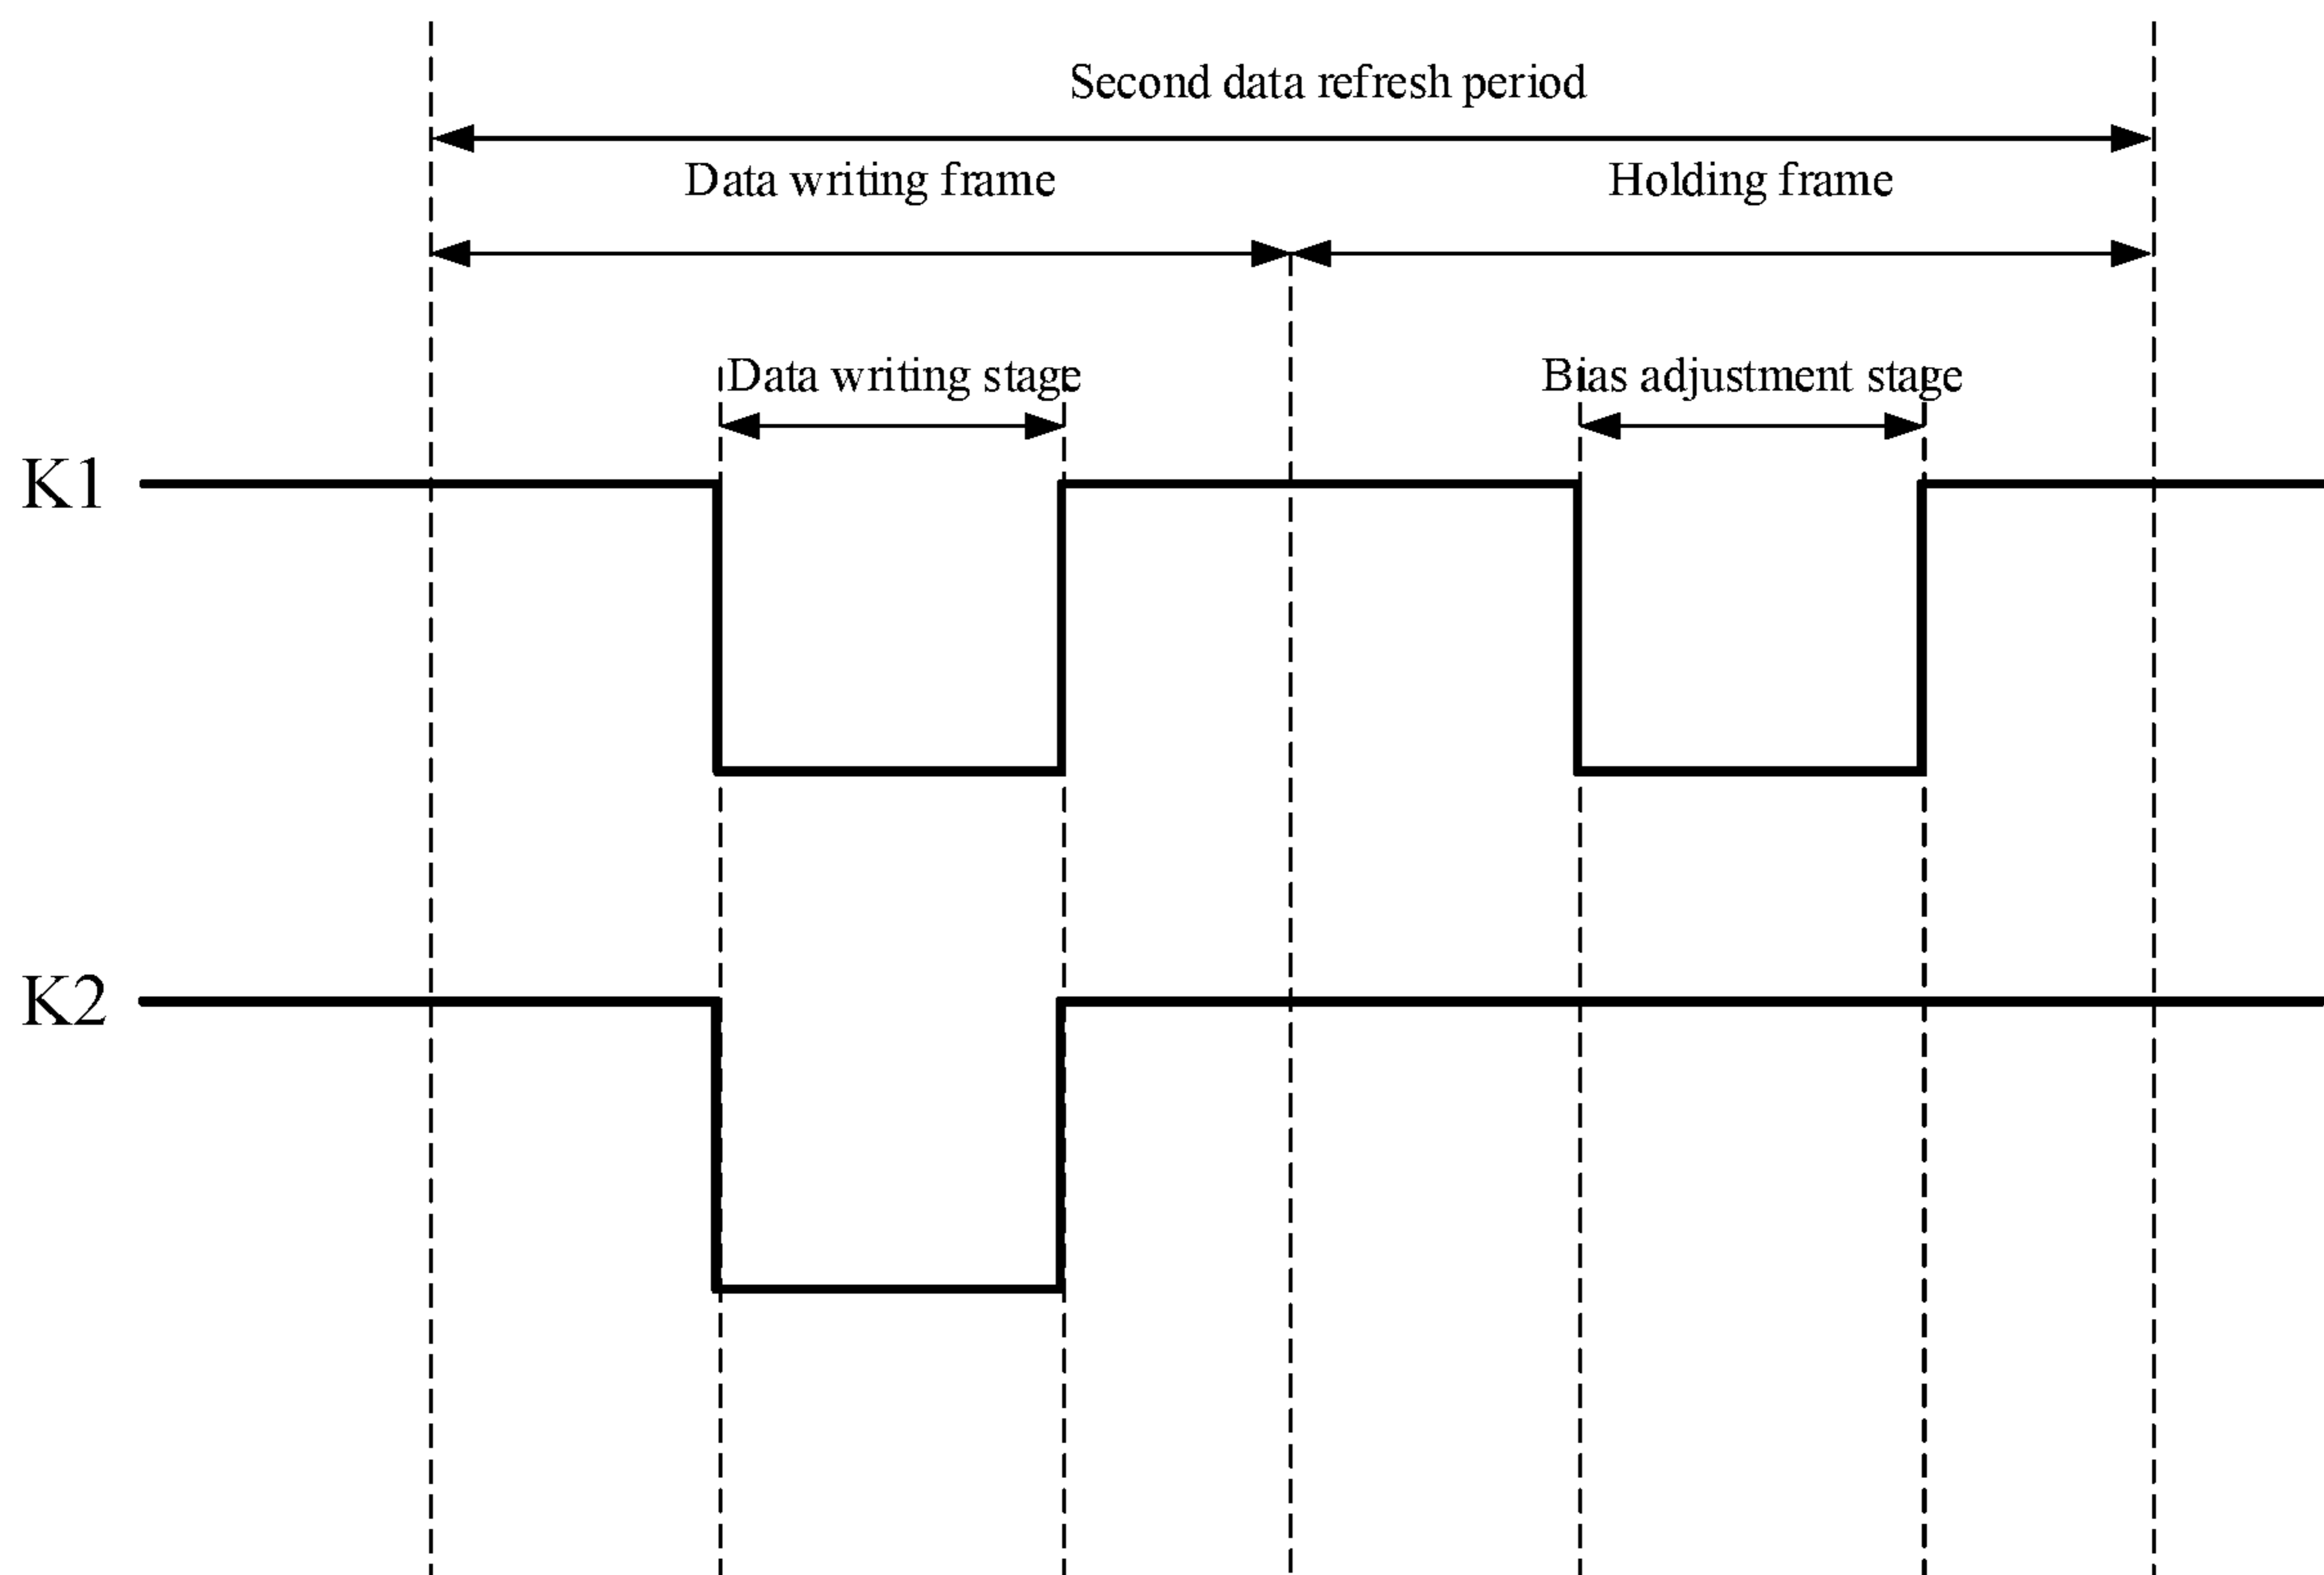 Second data refresh period
Data writing frame
Holding frame
Data writing stage
Bias adjustment stage
K1
K2